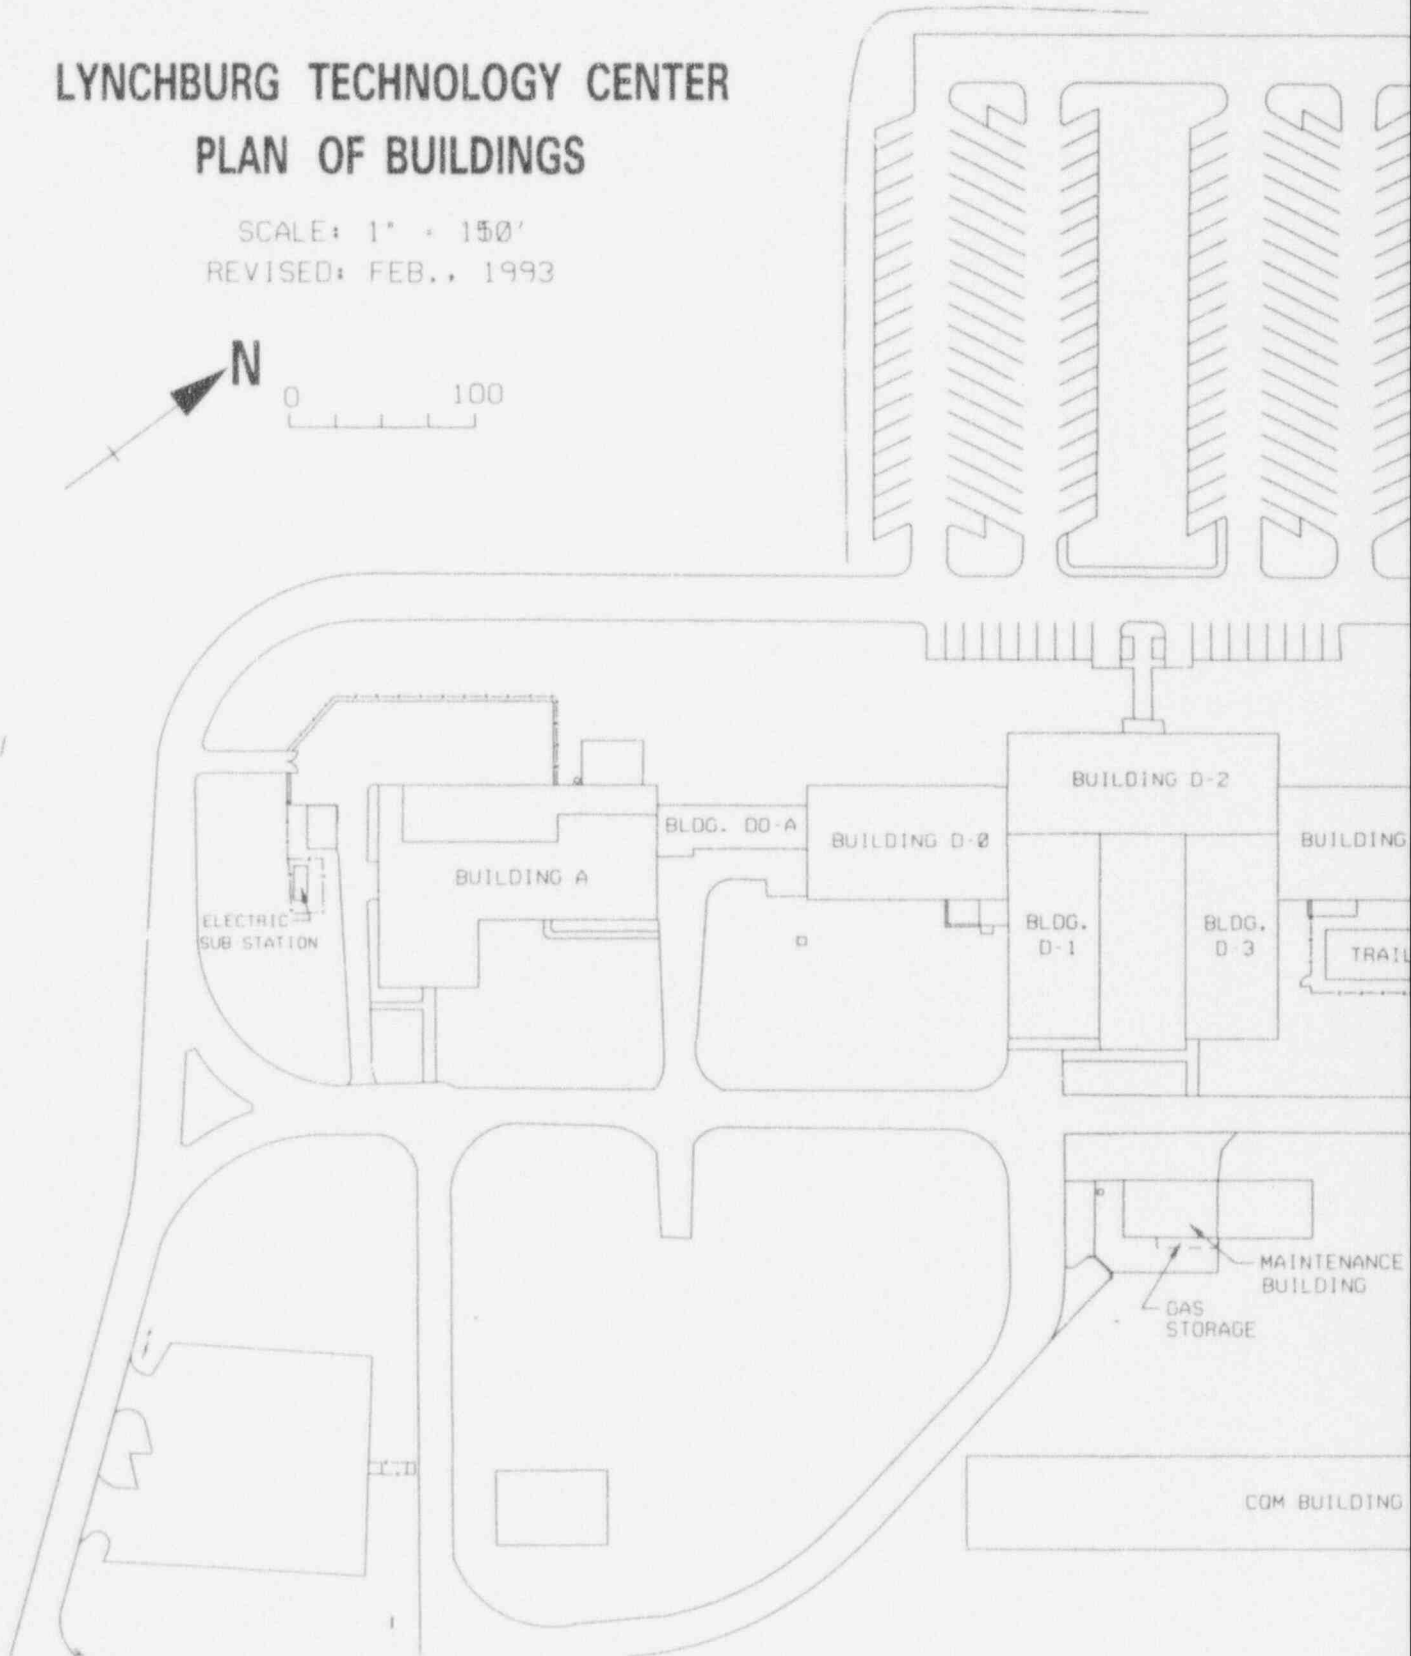 LYNCHBURG TECHNOLOGY CENTER
PLAN OF BUILDINGS
SCALE: 1" = 150'
REVISED: FEB., 1993
N
0 100
BUILDING D-2
BLDG. DO-A
BUILDING D-0
BUILDING
BUILDING A
ELECTRIC
SUB STATION
BLDG.
D-1
BLDG.
D-3
TRAIL
MAINTENANCE
BUILDING
GAS
STORAGE
COM BUILDING